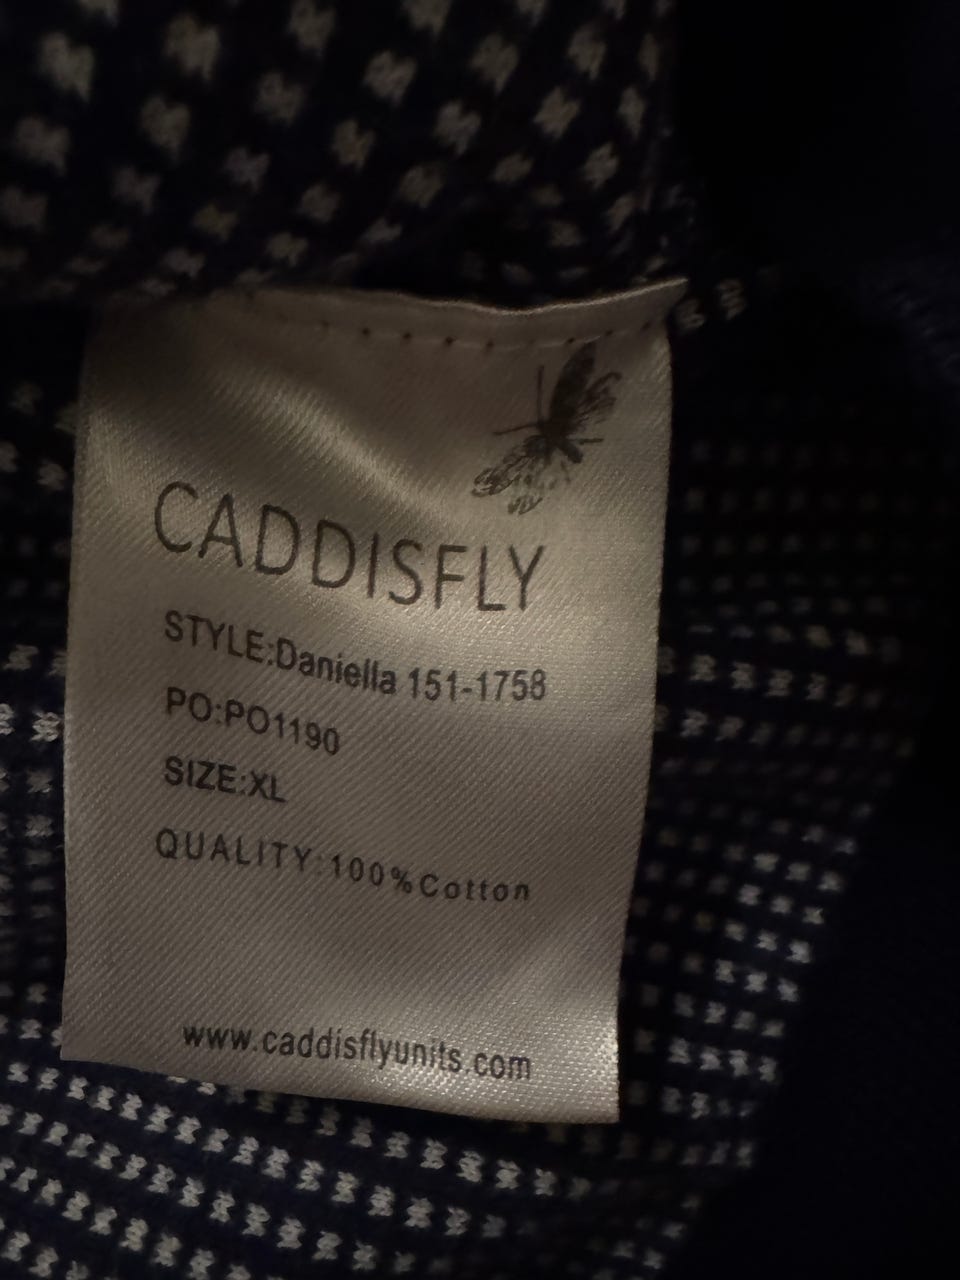 CADDISFLY
STYLE:Daniella 151-1758
PO:PO1190
SIZE:XL
QUALITY:100%Cotton
www.caddisflyunits.com